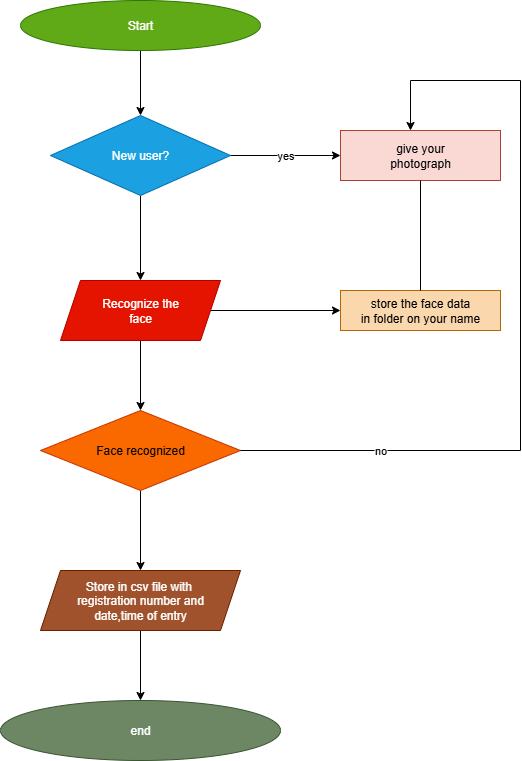 Start
New user?
yes
give your
photograph
Recognize the
face
store the face data
in folder on your name
Face recognized
no
Store in csv file with
registration number and
date,time of entry
end